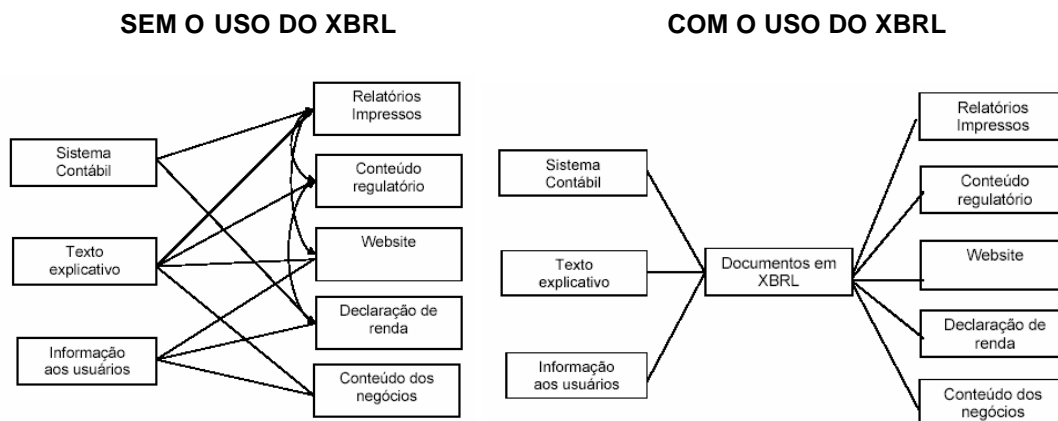 SEM O USO DO XBRL
Sistema
Contábil
Texto
explicativo
Informação
aos usuários
Relatórios
Impressos
Conteúdo
regulatório
Website
Declaração de
renda
Conteúdo dos
negócios
COM O USO DO XBRL
Sistema
Contábil
Texto
explicativo
Informação
aos usuários
Documentos em
XBRL
Relatórios
Impressos
Conteúdo
regulatório
Website
Declaração de
renda
Conteúdo dos
negócios